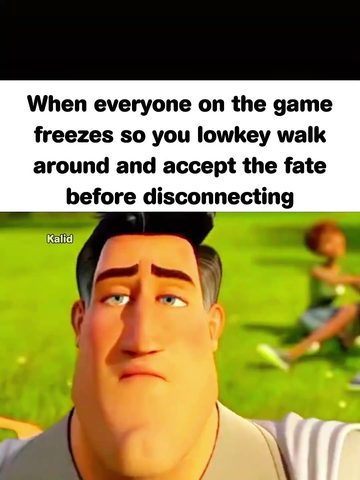 When everyone on the game
freezes so you lowkey walk
around and accept the fate
before disconnecting
Kalid